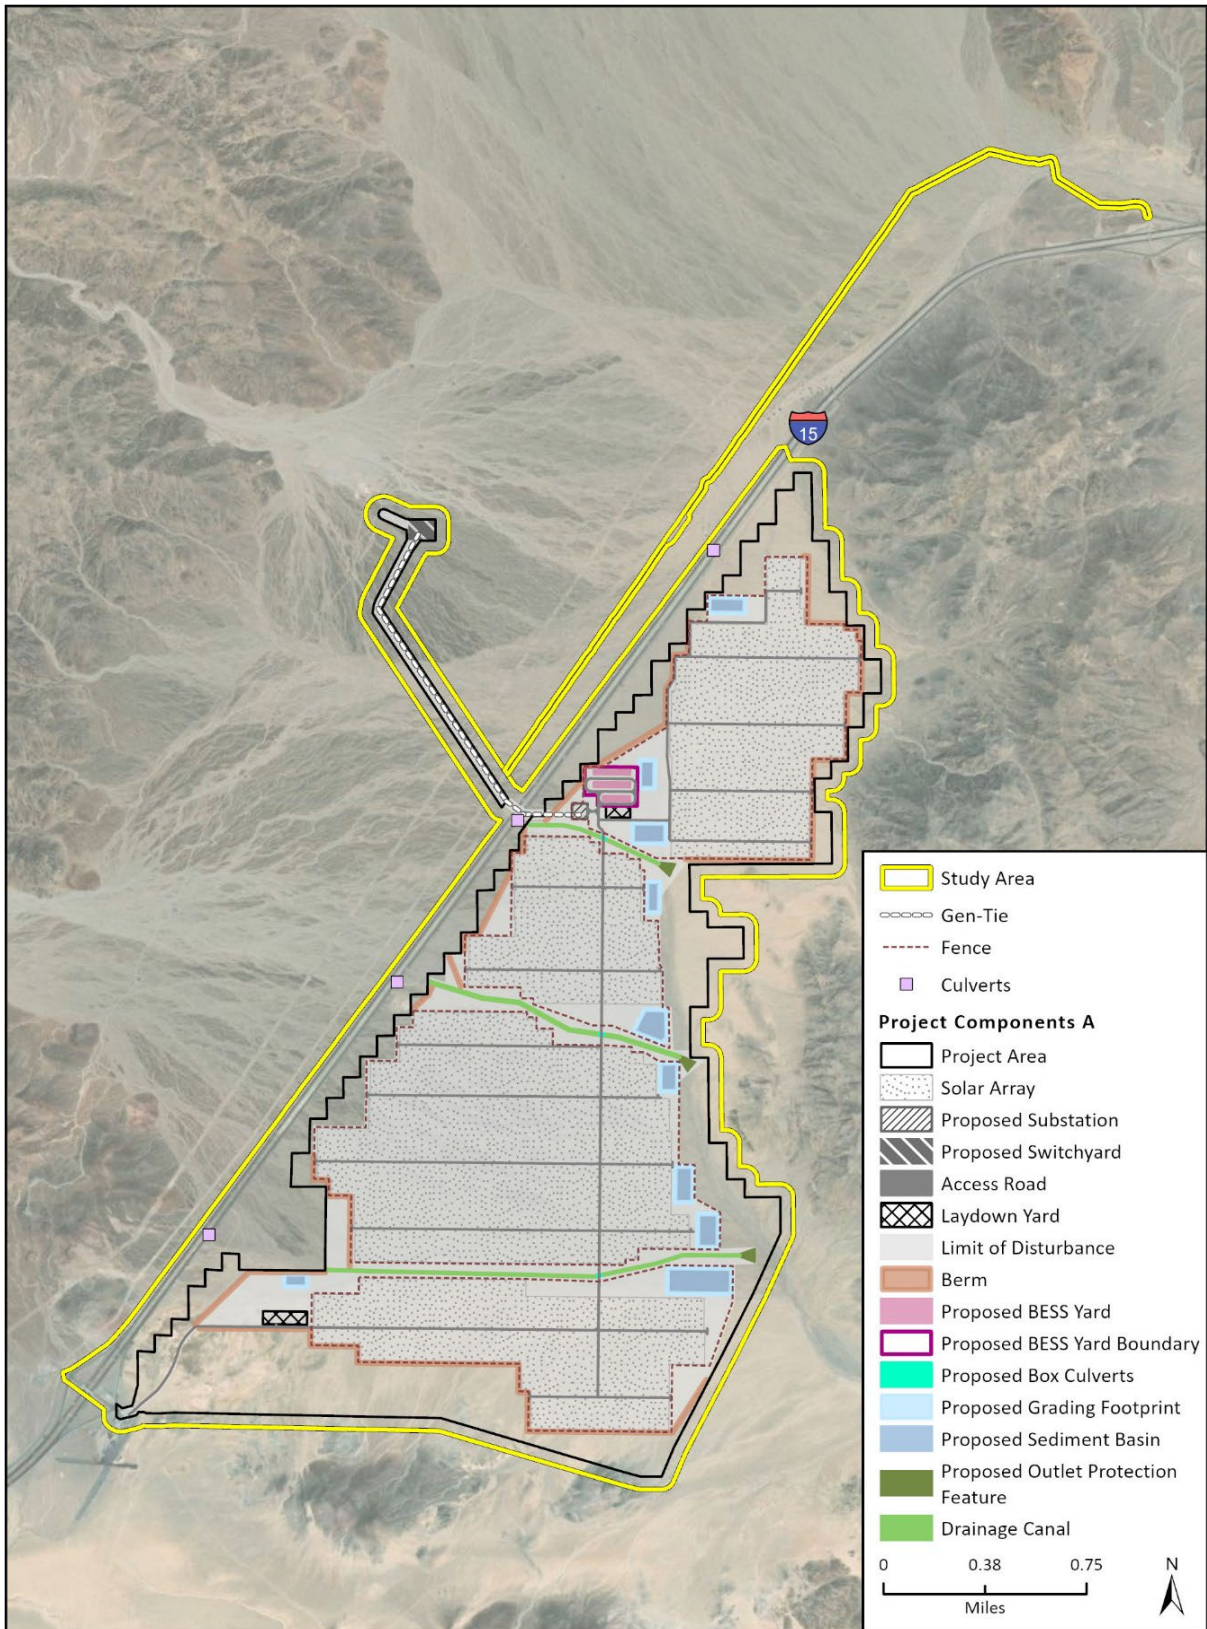 15
Study Area
Gen-Tie
Fence
Culverts
Project Components A
Project Area
Solar Array
Proposed Substation
Proposed Switchyard
Access Road
Laydown Yard
Limit of Disturbance
Berm
Proposed BESS Yard
Proposed BESS Yard Boundary
Proposed Box Culverts
Proposed Grading Footprint
Proposed Sediment Basin
Proposed Outlet Protection
Feature
Drainage Canal
0 0.38 0.75 N
Miles